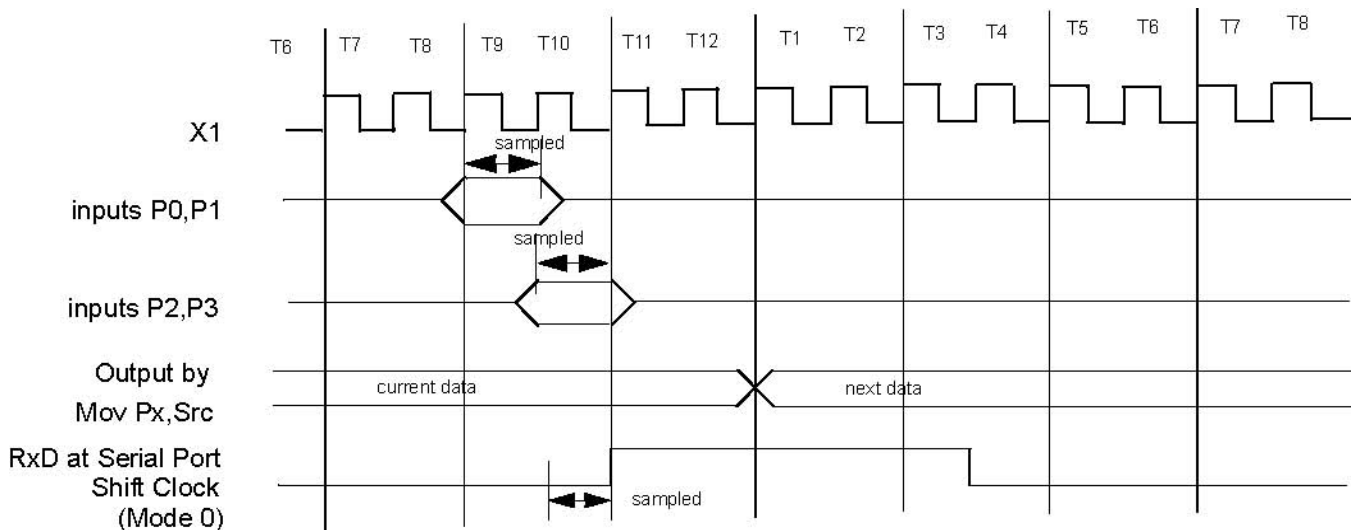 T6 T7 T8 T9 T10 T11 T12 T1 T2 T3 T4 T5 T6 T7 T8
X1
sampled
inputs P0,P1
sampled
inputs P2,P3
Output by
current data next data
Mov Px,Src
RxD at Serial Port
Shift Clock sampled
(Mode 0)